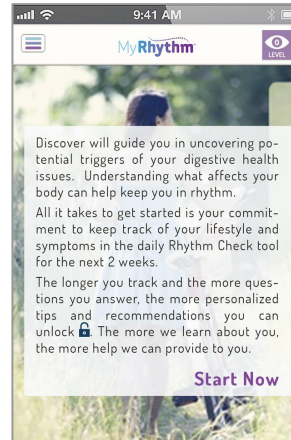 9:41 AM
MyRhythm
0
LEVEL
Discover will guide you in uncovering po-
tential triggers of your digestive health
issues. Understanding what affects your
body can help keep you in rhythm.
All it takes to get started is your commit-
ment to keep track of your lifestyle and
symptoms in the daily Rhythm Check tool
for the next 2 weeks.
The longer you track and the more ques-
tions you answer, the more personalized
tips and recommendations you can
unlock . The more we learn about you,
the more help we can provide to you.
Start Now